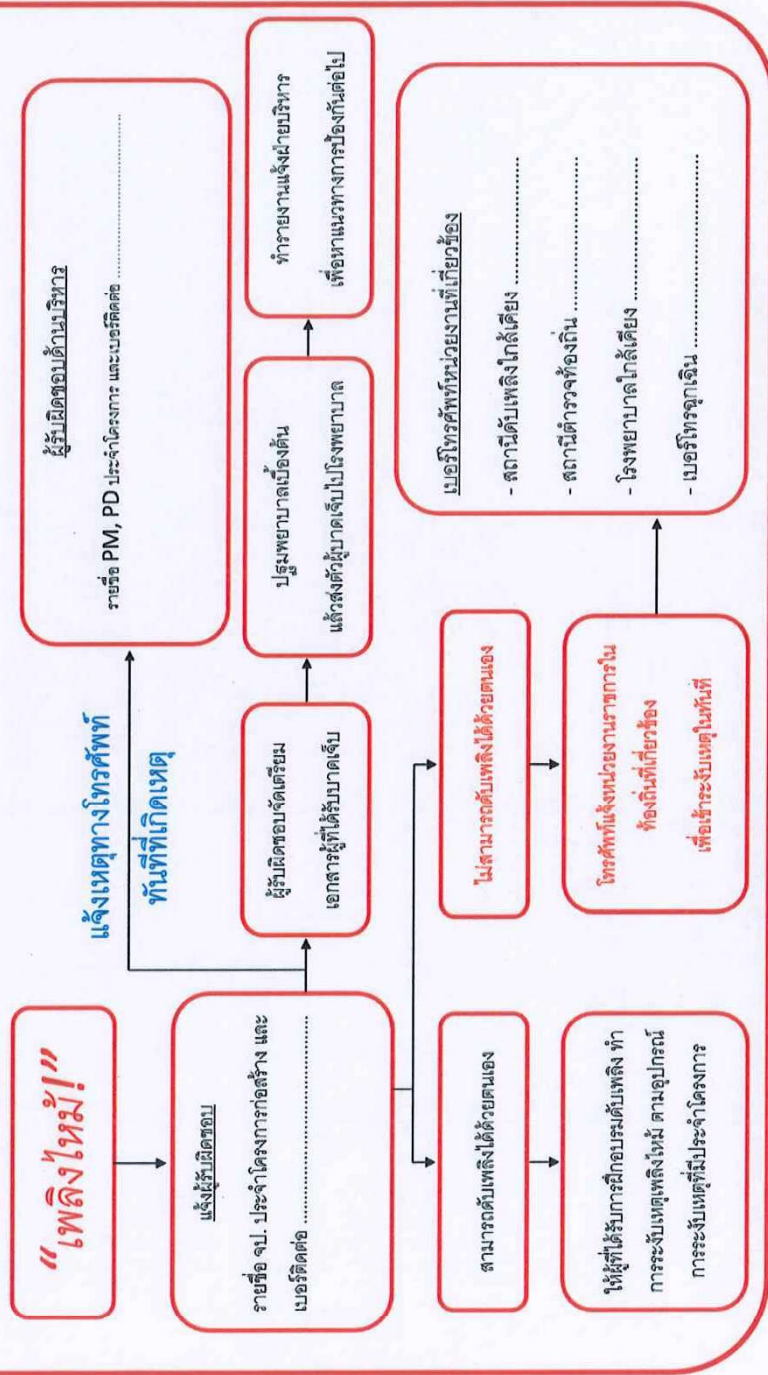 “เพลิงไหม้!”
แจ้งผู้รับผิดชอบ
รายชื่อ จป. ประจำโครงการก่อสร้าง และ
เบอร์ติดต่อ ........................................
แจ้งเหตุทางโทรศัพท์
ทันทีที่เกิดเหตุ
ผู้รับผิดชอบด้านบริหาร
รายชื่อ PM, PD ประจำโครงการ และเบอร์ติดต่อ ........................................
ผู้รับผิดชอบจัดเตรียม
เอกสารผู้ที่ได้รับบาดเจ็บ
ปฐมพยาบาลเบื้องต้น
แล้วส่งตัวผู้บาดเจ็บไปโรงพยาบาล
ทำรายงานแจ้งฝ่ายบริหาร
เพื่อหาแนวทางการป้องกันต่อไป
สามารถดับเพลิงได้ด้วยตนเอง
ให้ผู้ที่ได้รับการฝึกอบรมดับเพลิง ทำ
การระงับเหตุเพลิงไหม้ ตามอุปกรณ์
การระงับเหตุที่มีประจำโครงการ
ไม่สามารถดับเพลิงได้ด้วยตนเอง
โทรศัพท์แจ้งหน่วยงานราชการใน
ท้องถิ่นที่เกี่ยวข้อง
เพื่อเข้าระงับเหตุในทันที
เบอร์โทรศัพท์หน่วยงานที่เกี่ยวข้อง
- สถานีดับเพลิงใกล้เคียง ..............................
- สถานีตำรวจท้องถิ่น ..............................
- โรงพยาบาลใกล้เคียง ..............................
- เบอร์โทรฉุกเฉิน ..............................